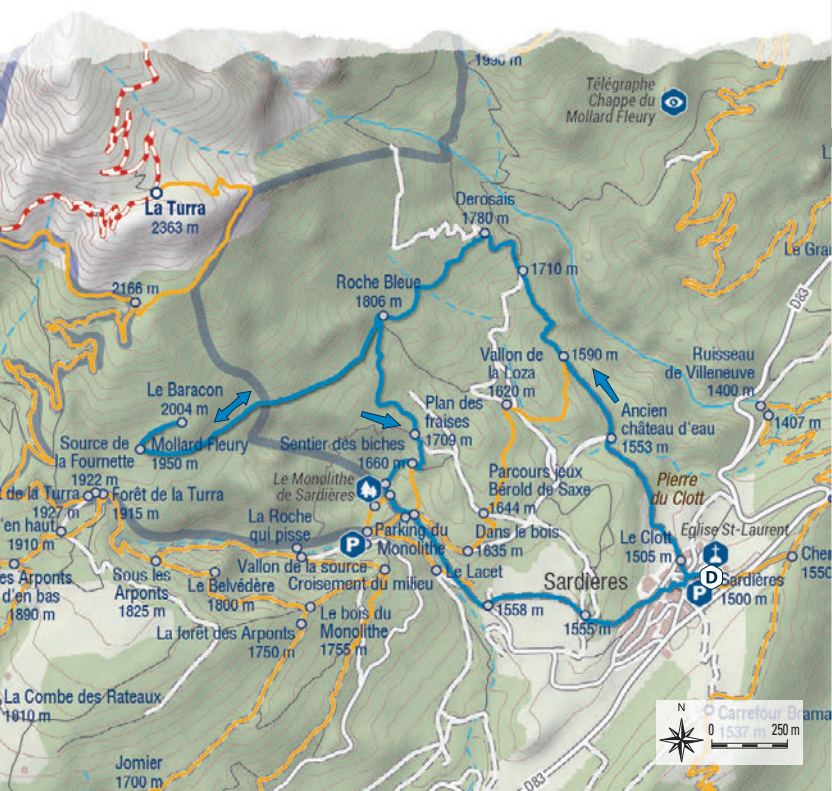 1990 m
Télégraphe
Chappe du
Mollard Fleury
La Turra
2363 m
Derosais
1780 m
D83
2166 m
1710 m
Roche Bleue
1806 m
Vallon de
la Loza
1620 m
1590 m
Ruisseau
de Villeneuve
1400 m
1407 m
Le Baracon
2004 m
Plan des
fraises
1709 m
Ancien
château d'eau
1553 m
Source de
la Fournette
1922 m
Mollard Fleury
1950 m
Sentier des biches
1660 m
Le Monolithe
de Sardières
Parcours jeux
Bérold de Saxe
1644 m
Pierre
du Clott
t de la Turra
1927 m
Forêt de la Turra
1915 m
'en haut
1910 m
La Roche
qui pisse
P
Parking du
Monolithe
Dans le bois
1635 m
Le Clott
1505 m
Eglise St-Laurent
D
P
Sardières
1500 m
Cher
1550
es Arponts
d'en bas
1890 m
Sous les
Arponts
1825 m
Le Belvédère
1800 m
Vallon de la source
Croisement du milieu
Le Lacet
Sardières
1558 m
1555 m
La forêt des Arponts
1750 m
Le bois du
Monolithe
1755 m
La Combe des Rateaux
1810 m
Jomier
1700 m
D83
Carrefour Brama
1537 m
N
0 250 m
Le Gra
L